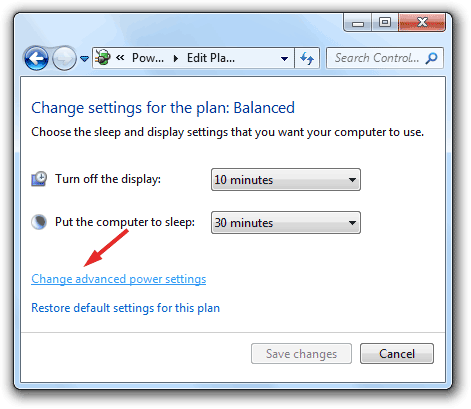 « Pow... ▸ Edit Pla... Search Control...
Change settings for the plan: Balanced
Choose the sleep and display settings that you want your computer to use.
Turn off the display: 10 minutes
Put the computer to sleep: 30 minutes
Change advanced power settings
Restore default settings for this plan
Save changes Cancel